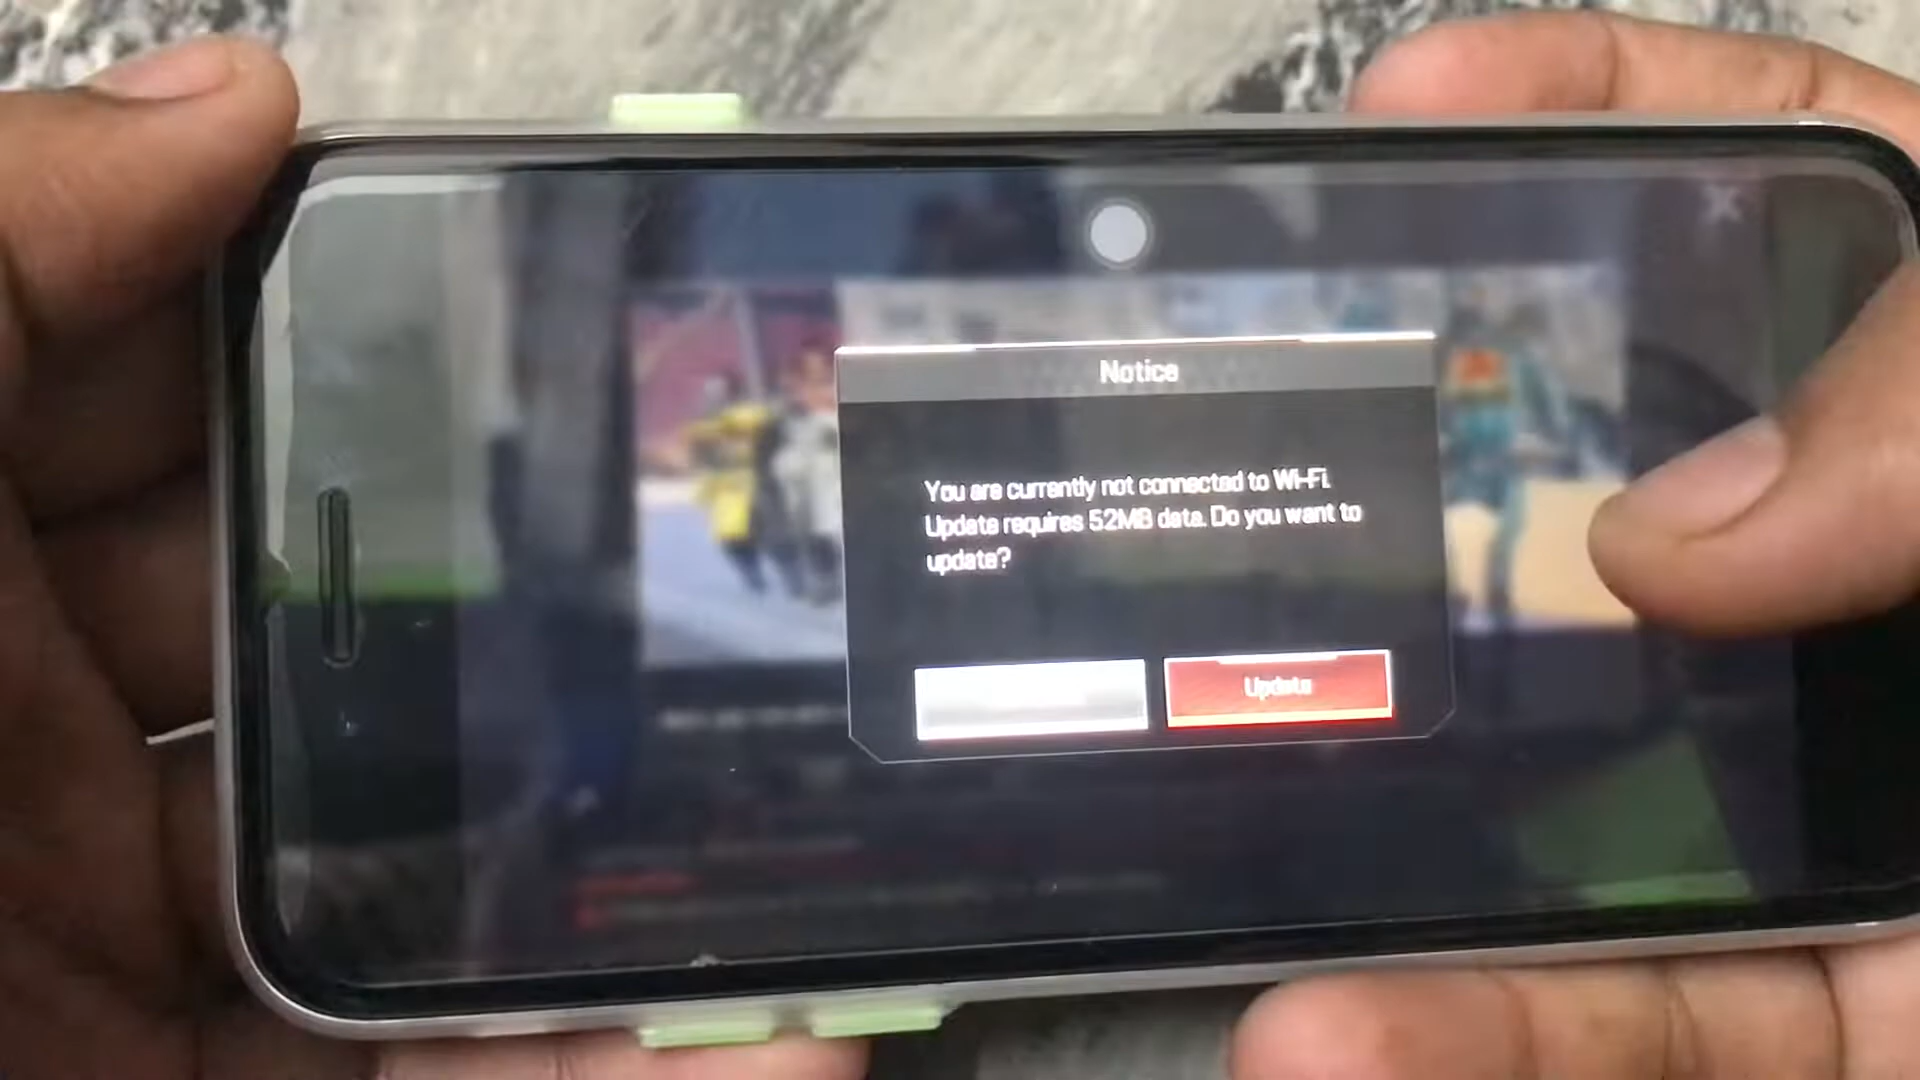 Notice
You are currently not connected to Wi-Fi.
Update requires 52MB data. Do you want to
update?
Update